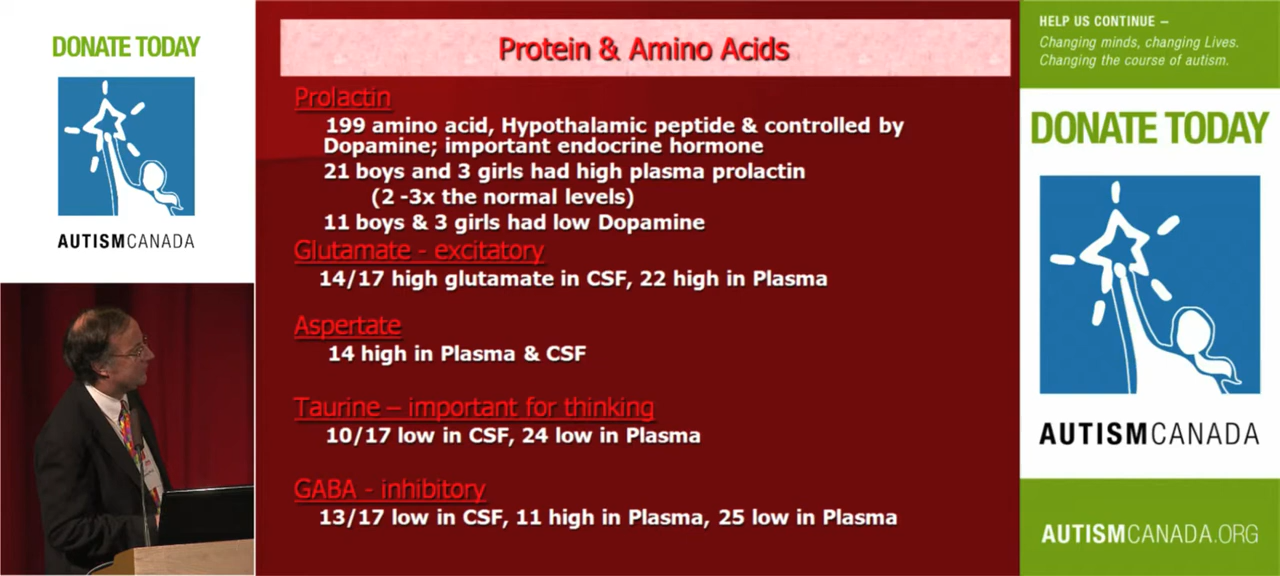 DONATE TODAY
AUTISMCANADA
Protein & Amino Acids
Prolactin
199 amino acid, Hypothalamic peptide & controlled by
Dopamine; important endocrine hormone
21 boys and 3 girls had high plasma prolactin
(2 -3x the normal levels)
11 boys & 3 girls had low Dopamine
Glutamate - excitatory
14/17 high glutamate in CSF, 22 high in Plasma
Aspertate
14 high in Plasma & CSF
Taurine – important for thinking
10/17 low in CSF, 24 low in Plasma
GABA - inhibitory
13/17 low in CSF, 11 high in Plasma, 25 low in Plasma
HELP US CONTINUE –
Changing minds, changing Lives.
Changing the course of autism.
DONATE TODAY
AUTISMCANADA
AUTISMCANADA.ORG